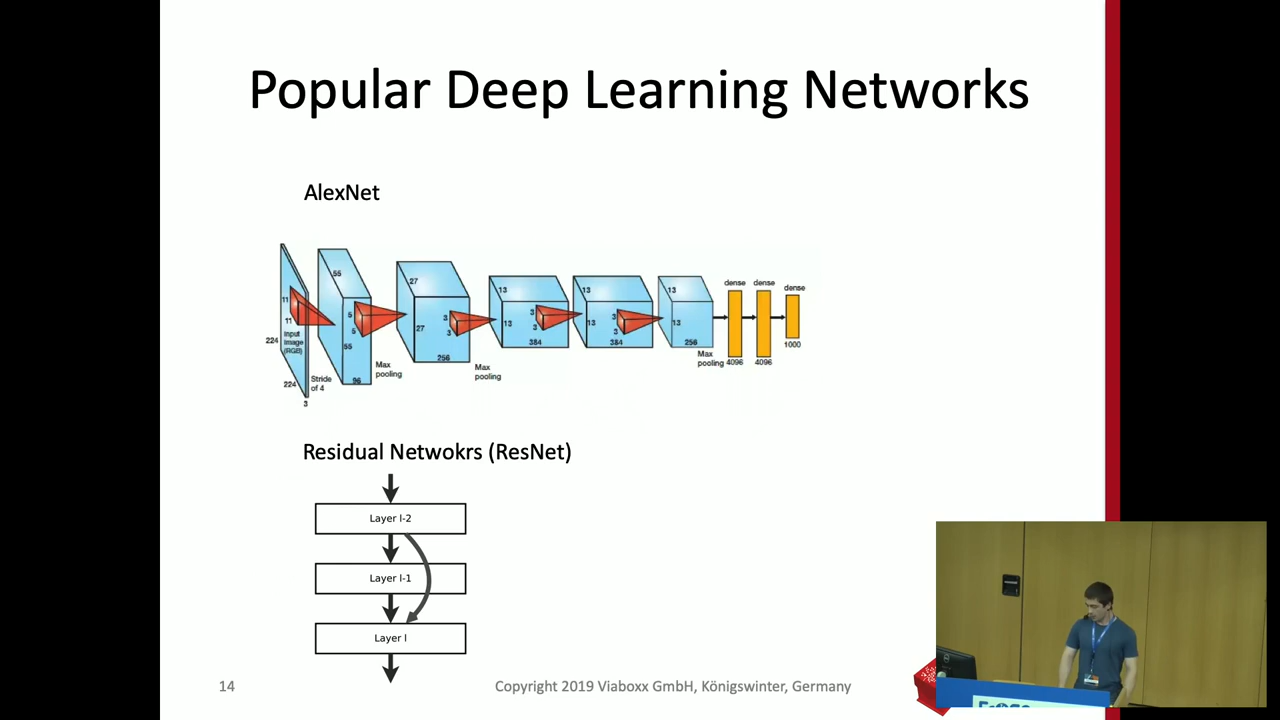 Popular Deep Learning Networks
AlexNet
55
27
13
13
13
dense
dense
dense
11
11
5
5
3
3
3
3
3
3
27
13
13
13
Input
Image
(RGB)
55
224
384
384
256
1000
256
Max
pooling
4096
4096
Max
pooling
Max
pooling
Stride
of 4
96
224
3
Residual Netwokrs (ResNet)
Layer l-2
Layer l-1
Layer l
14
Copyright 2019 Viaboxx GmbH, Königswinter, Germany